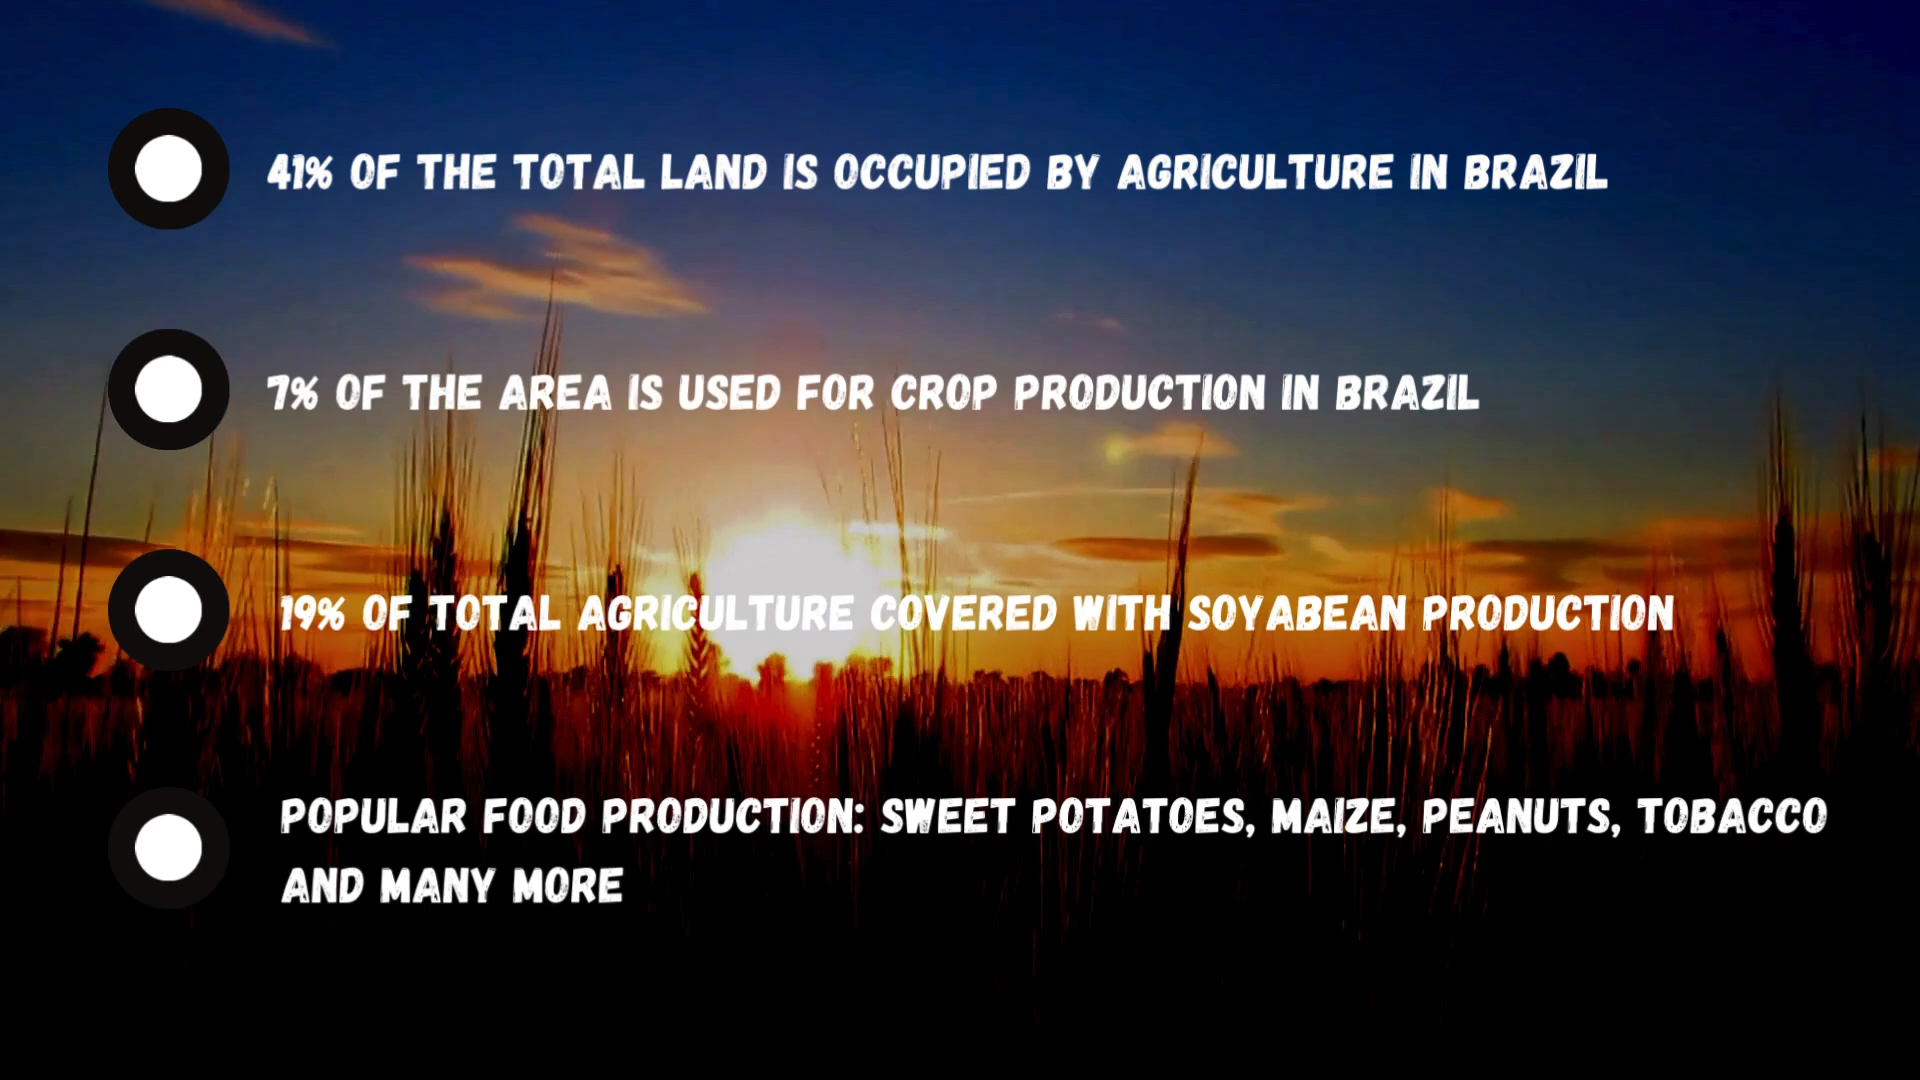 41% OF THE TOTAL LAND IS OCCUPIED BY AGRICULTURE IN BRAZIL
7% OF THE AREA IS USED FOR CROP PRODUCTION IN BRAZIL
19% OF TOTAL AGRICULTURE COVERED WITH SOYABEAN PRODUCTION
POPULAR FOOD PRODUCTION: SWEET POTATOES, MAIZE, PEANUTS, TOBACCO
AND MANY MORE